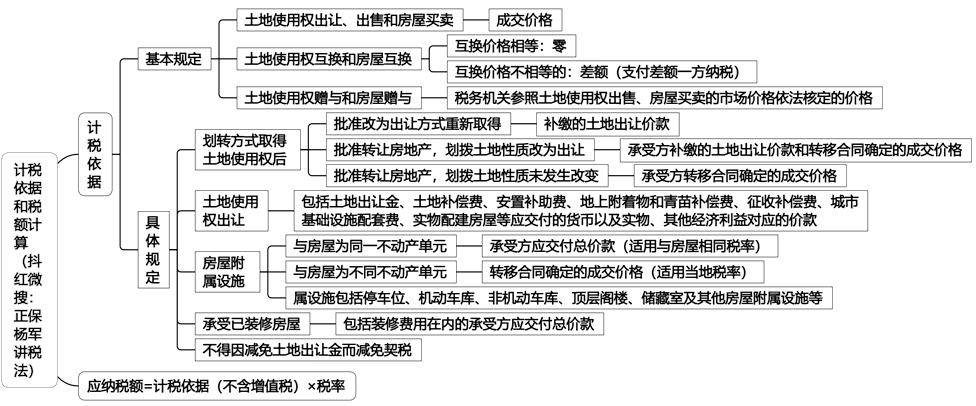 计税
依据
和税
额计
算
（抖
红微
搜：
正保
杨军
讲税
法）
计
税
依
据
基本规定
土地使用权出让、出售和房屋买卖
成交价格
土地使用权互换和房屋互换
互换价格相等：零
互换价格不相等的：差额（支付差额一方纳税）
土地使用权赠与和房屋赠与
税务机关参照土地使用权出售、房屋买卖的市场价格依法核定的价格
具
体
规
定
划转方式取得
土地使用权后
批准改为出让方式重新取得
补缴的土地出让价款
批准转让房地产，划拨土地性质改为出让
承受方补缴的土地出让价款和转移合同确定的成交价格
批准转让房地产，划拨土地性质未发生改变
承受方转移合同确定的成交价格
土地使用
权出让
包括土地出让金、土地补偿费、安置补助费、地上附着物和青苗补偿费、征收补偿费、城市
基础设施配套费、实物配建房屋等应交付的货币以及实物、其他经济利益对应的价款
房屋附
属设施
与房屋为同一不动产单元
承受方应交付总价款（适用与房屋相同税率）
与房屋为不同不动产单元
转移合同确定的成交价格（适用当地税率）
属设施包括停车位、机动车库、非机动车库、顶层阁楼、储藏室及其他房屋附属设施等
承受已装修房屋
包括装修费用在内的承受方应交付总价款
不得因减免土地出让金而减免契税
应纳税额=计税依据（不含增值税）×税率